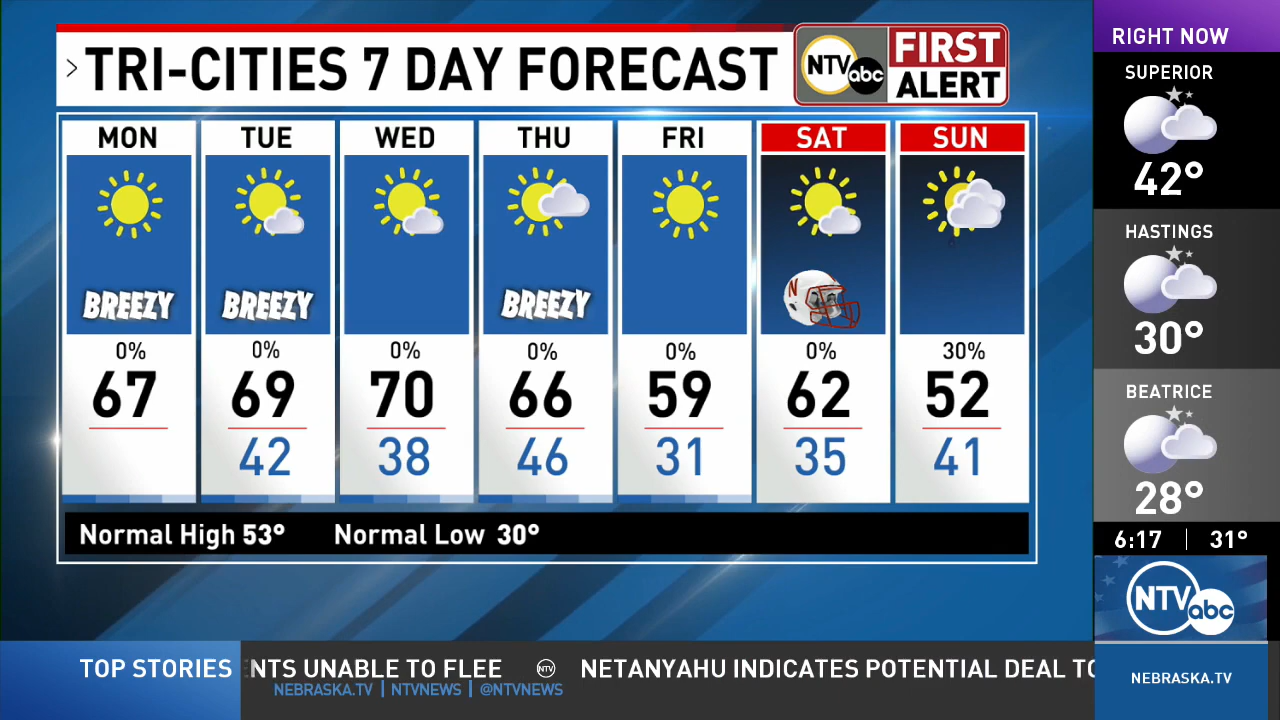 TRI-CITIES 7 DAY FORECAST
NTV abc FIRST ALERT
MON TUE WED THU FRI SAT SUN
BREEZY BREEZY BREEZY
N
0% 0% 0% 0% 0% 0% 30%
67 69 70 66 59 62 52
42 38 46 31 35 41
Normal High 53° Normal Low 30°
RIGHT NOW
SUPERIOR
42°
HASTINGS
30°
BEATRICE
28°
6:17 31°
NTV abc
NEBRASKA.TV
TOP STORIES NTS UNABLE TO FLEE NTV NETANYAHU INDICATES POTENTIAL DEAL TO
NEBRASKA.TV | NTVNEWS | @NTVNEWS